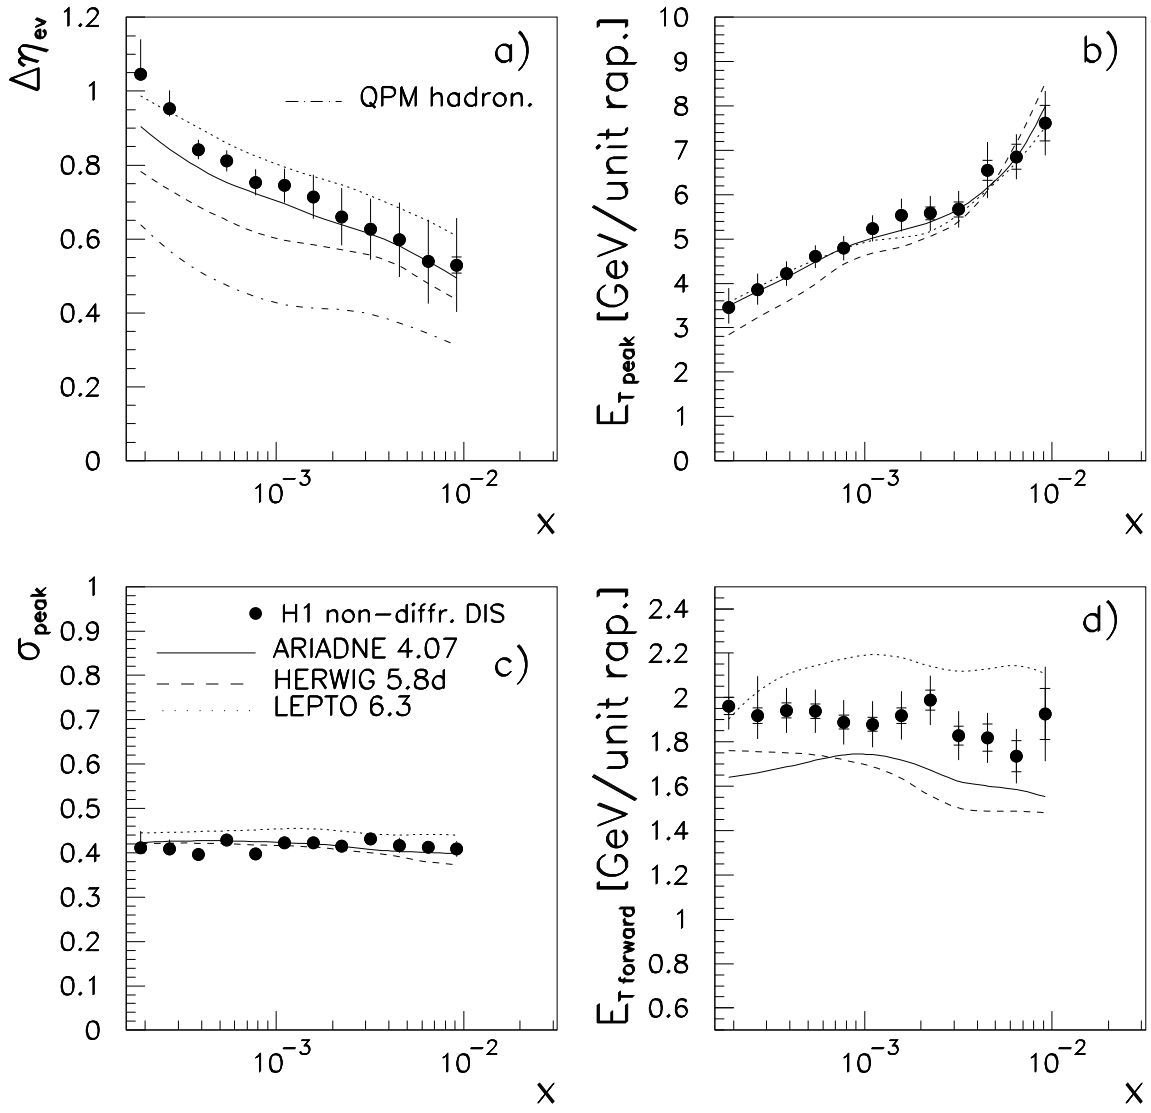 Δη ev
1.2
1
0.8
0.6
0.4
0.2
0
a)
QPM hadron.
10⁻³
10⁻²
x
E T peak [GeV/unit rap.]
10
9
8
7
6
5
4
3
2
1
0
b)
10⁻³
10⁻²
x
σ peak
1
0.9
0.8
0.7
0.6
0.5
0.4
0.3
0.2
0.1
0
H1 non-diffr. DIS
ARIADNE 4.07
HERWIG 5.8d
LEPTO 6.3
c)
10⁻³
10⁻²
x
E T forward [GeV/unit rap.]
2.4
2.2
2
1.8
1.6
1.4
1.2
1
0.8
0.6
d)
10⁻³
10⁻²
x